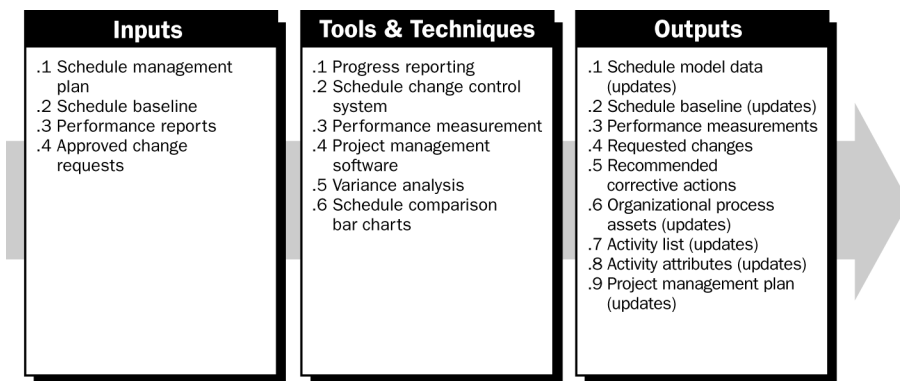 Inputs
.1 Schedule management
plan
.2 Schedule baseline
.3 Performance reports
.4 Approved change
requests
Tools & Techniques
.1 Progress reporting
.2 Schedule change control
system
.3 Performance measurement
.4 Project management
software
.5 Variance analysis
.6 Schedule comparison
bar charts
Outputs
.1 Schedule model data
(updates)
.2 Schedule baseline (updates)
.3 Performance measurements
.4 Requested changes
.5 Recommended
corrective actions
.6 Organizational process
assets (updates)
.7 Activity list (updates)
.8 Activity attributes (updates)
.9 Project management plan
(updates)